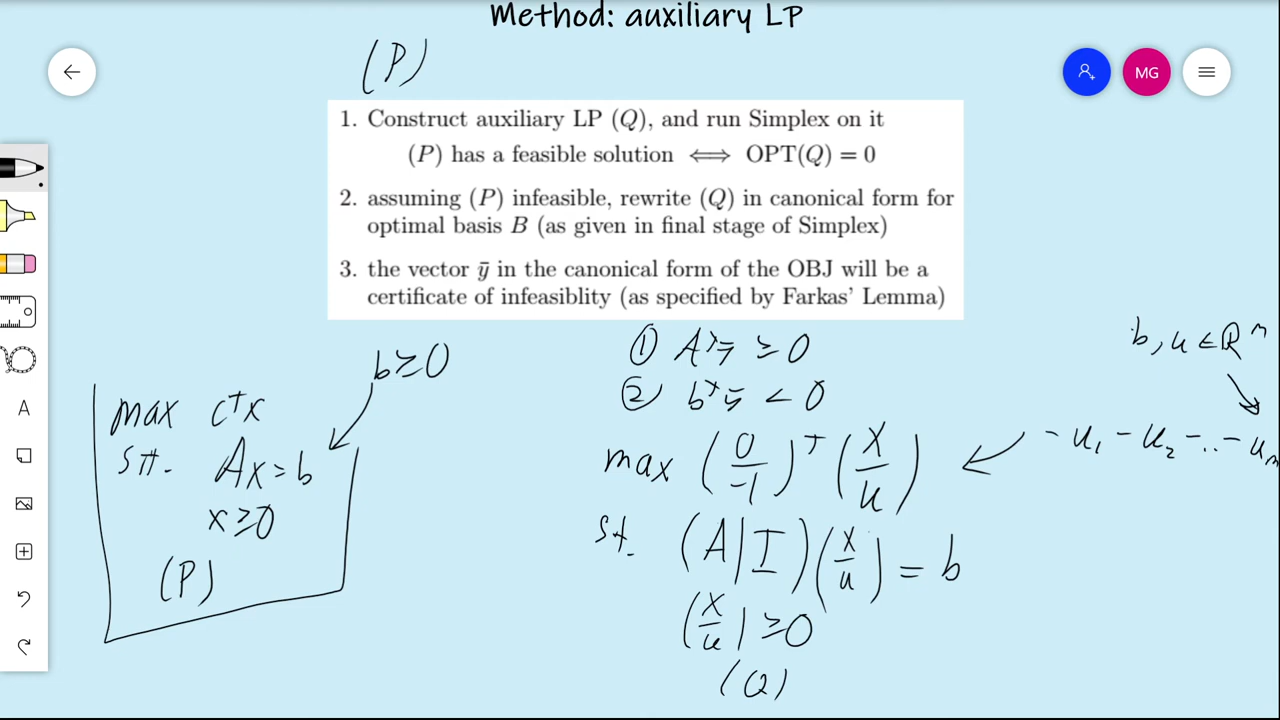 Method: auxiliary LP
(P)
MG
1. Construct auxiliary LP (Q), and run Simplex on it
(P) has a feasible solution ⟺ OPT(Q) = 0
2. assuming (P) infeasible, rewrite (Q) in canonical form for
optimal basis B (as given in final stage of Simplex)
3. the vector ȳ in the canonical form of the OBJ will be a
certificate of infeasiblity (as specified by Farkas' Lemma)
b≥0
max cᵀx
st. Ax=b
x≥0
(P)
① Aᵀȳ ≥0
② bᵀȳ <0
b, u ∈ ℝᵐ
max (0/-1)ᵀ (x/u)
-u₁ -u₂ -..- uₘ
st. (A|I)(x/u) = b
(x/u) ≥0
(Q)
A